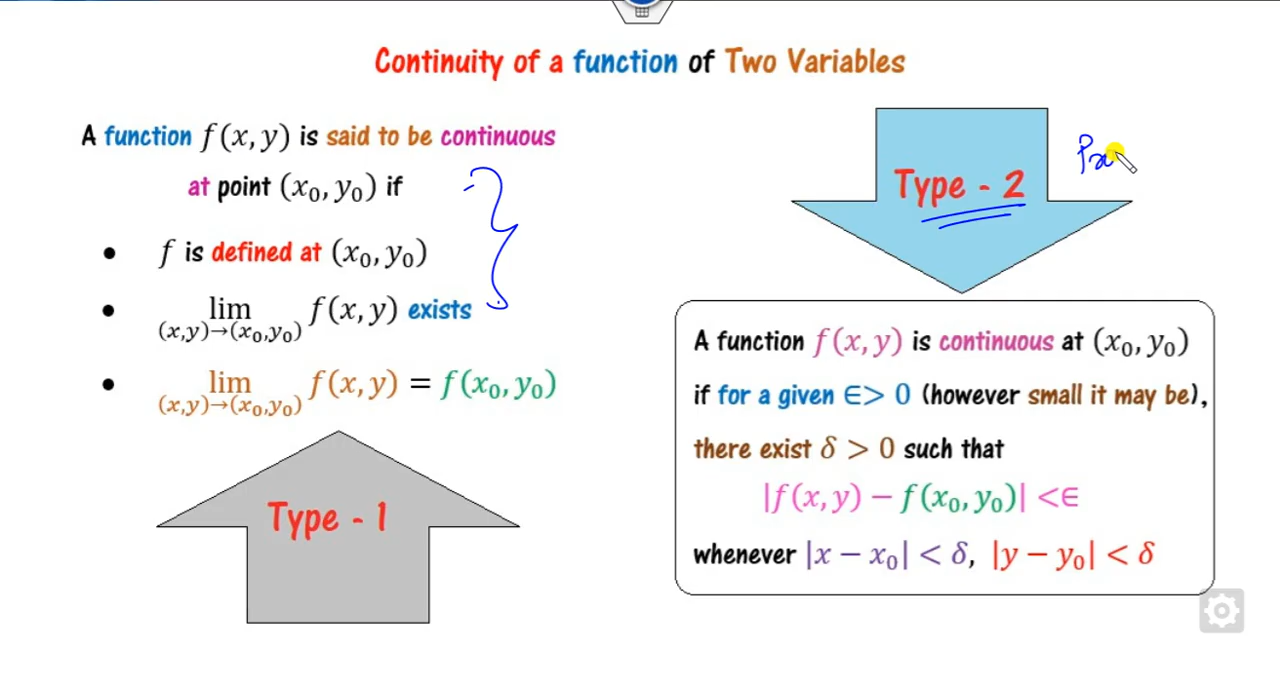 Continuity of a function of Two Variables
A function f(x, y) is said to be continuous
at point (x₀, y₀) if
• f is defined at (x₀, y₀)
• lim f(x, y) exists
(x,y)→(x₀,y₀)
• lim f(x, y) = f(x₀, y₀)
(x,y)→(x₀,y₀)
Type - 1
Type - 2
A function f(x, y) is continuous at (x₀, y₀)
if for a given ∈> 0 (however small it may be),
there exist δ > 0 such that
|f(x, y) − f(x₀, y₀)| <∈
whenever |x − x₀| < δ, |y − y₀| < δ